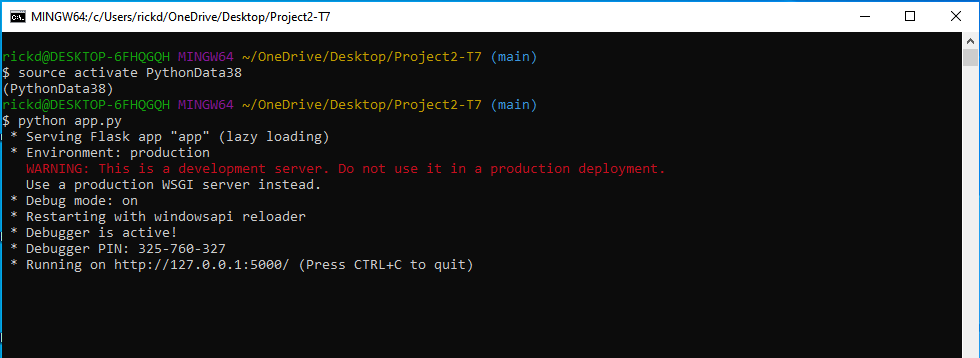 MINGW64:/c/Users/rickd/OneDrive/Desktop/Project2-T7
rickd@DESKTOP-6FHQGQH MINGW64 ~/OneDrive/Desktop/Project2-T7 (main)
$ source activate PythonData38
(PythonData38)
rickd@DESKTOP-6FHQGQH MINGW64 ~/OneDrive/Desktop/Project2-T7 (main)
$ python app.py
* Serving Flask app "app" (lazy loading)
* Environment: production
WARNING: This is a development server. Do not use it in a production deployment.
Use a production WSGI server instead.
* Debug mode: on
* Restarting with windowsapi reloader
* Debugger is active!
* Debugger PIN: 325-760-327
* Running on http://127.0.0.1:5000/ (Press CTRL+C to quit)